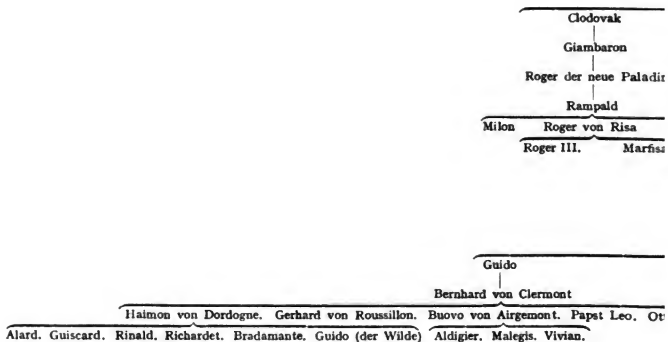 Clodovak
Giambaron
Roger der neue Paladin
Rampald
Milon Roger von Risa
Roger III. Marfisa
Guido
Bernhard von Clermont
Haimon von Dordogne. Gerhard von Roussillon. Buovo von Airgemont. Papst Leo. Ot
Alard. Guiscard. Rinald. Richardet. Bradamante. Guido (der Wilde) Aldigier. Malegis. Vivian.